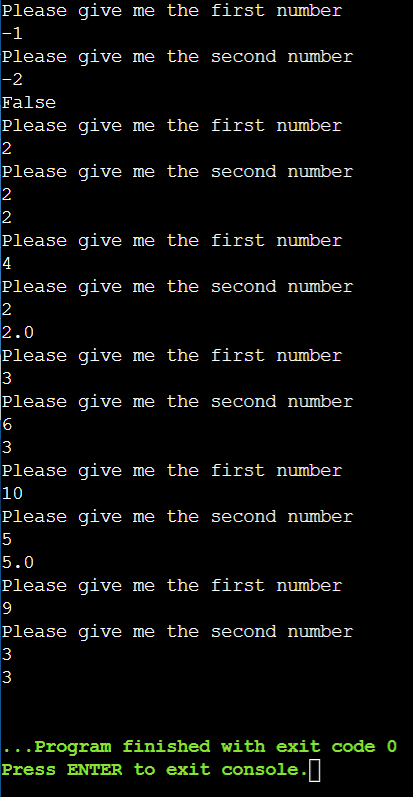 Please give me the first number
-1
Please give me the second number
-2
False
Please give me the first number
2
Please give me the second number
2
2
Please give me the first number
4
Please give me the second number
2
2.0
Please give me the first number
3
Please give me the second number
6
3
Please give me the first number
10
Please give me the second number
5
5.0
Please give me the first number
9
Please give me the second number
3
3
...Program finished with exit code 0
Press ENTER to exit console.